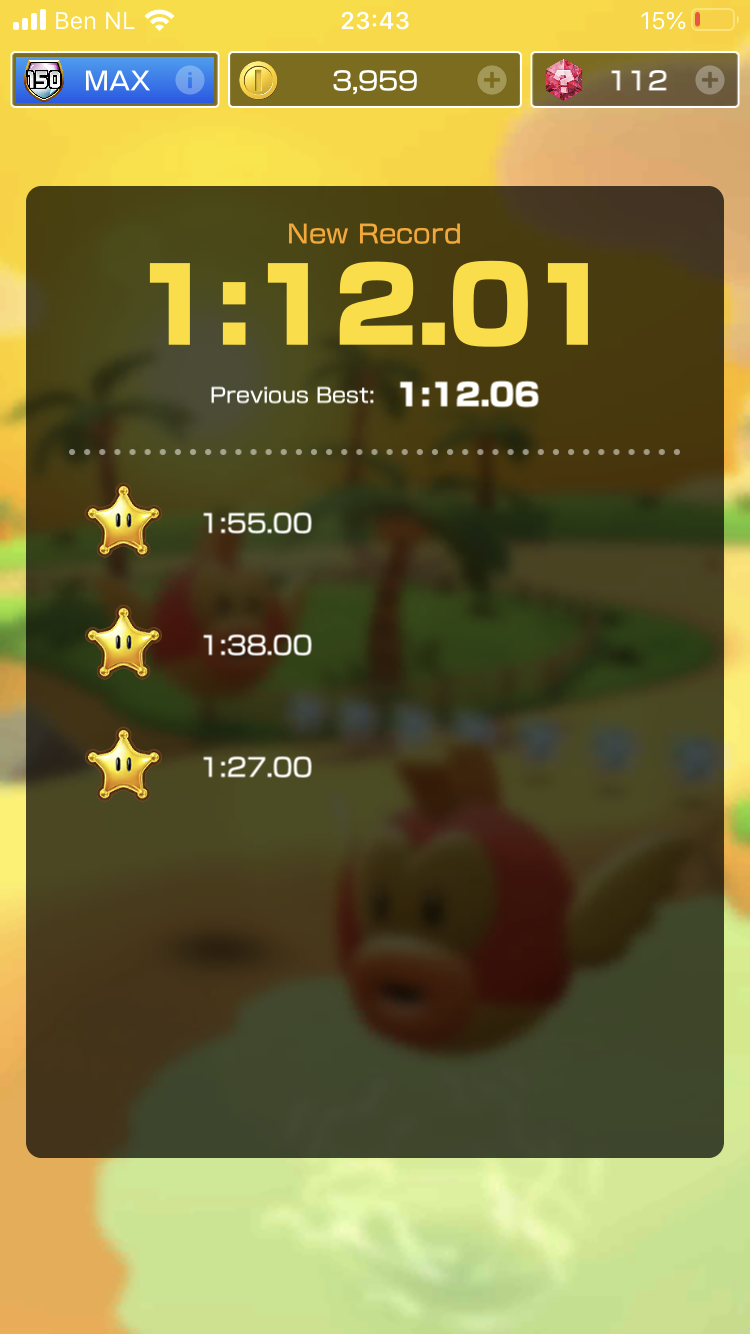 Ben NL 23:43 15%
150 MAX i 3,959 + 112 +
New Record
1:12.01
Previous Best: 1:12.06
1:55.00
1:38.00
1:27.00